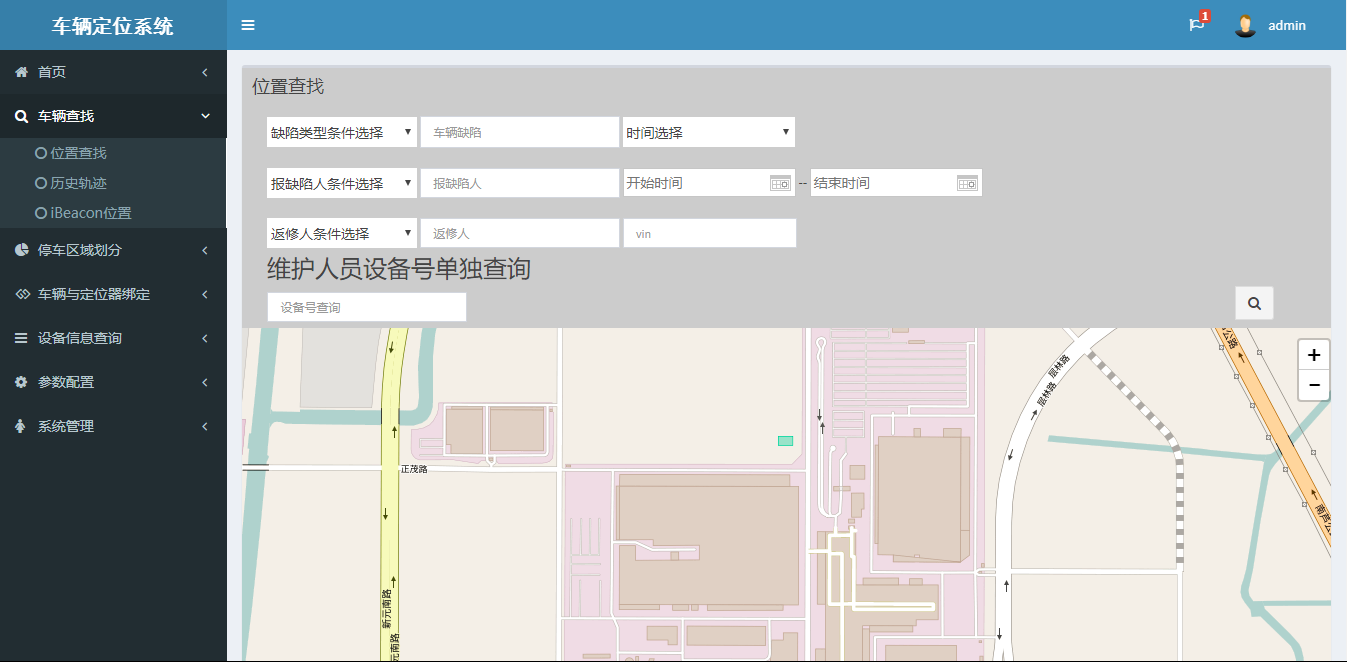 车辆定位系统
1
admin
首页
车辆查找
位置查找
历史轨迹
iBeacon位置
停车区域划分
车辆与定位器绑定
设备信息查询
参数配置
系统管理
位置查找
缺陷类型条件选择 车辆缺陷 时间选择
报缺陷人条件选择 报缺陷人 开始时间 -- 结束时间
返修人条件选择 返修人 vin
维护人员设备号单独查询
设备号查询
+
−
层林路
层林路
正茂路
新元南路
元南路
南芦公